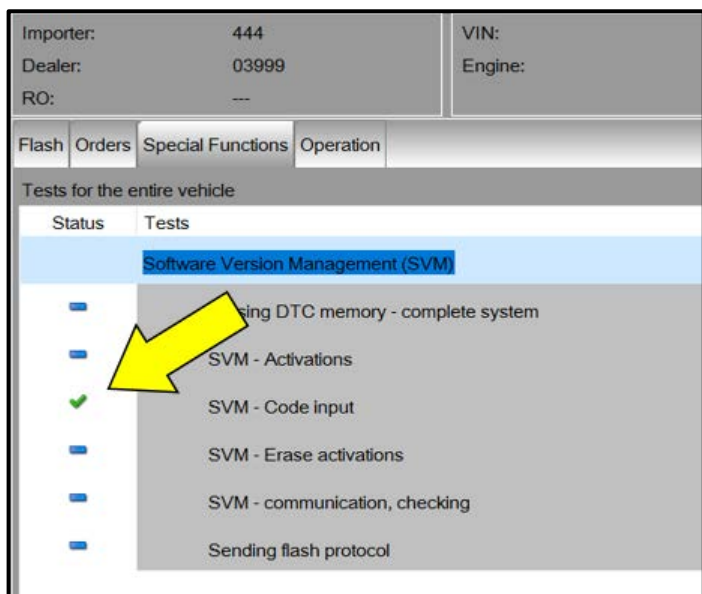 Importer: 444 VIN:
Dealer: 03999 Engine:
RO: ---
Flash Orders Special Functions Operation
Tests for the entire vehicle
Status Tests
Software Version Management (SVM)
DTC memory - complete system
SVM - Activations
SVM - Code input
SVM - Erase activations
SVM - communication, checking
Sending flash protocol